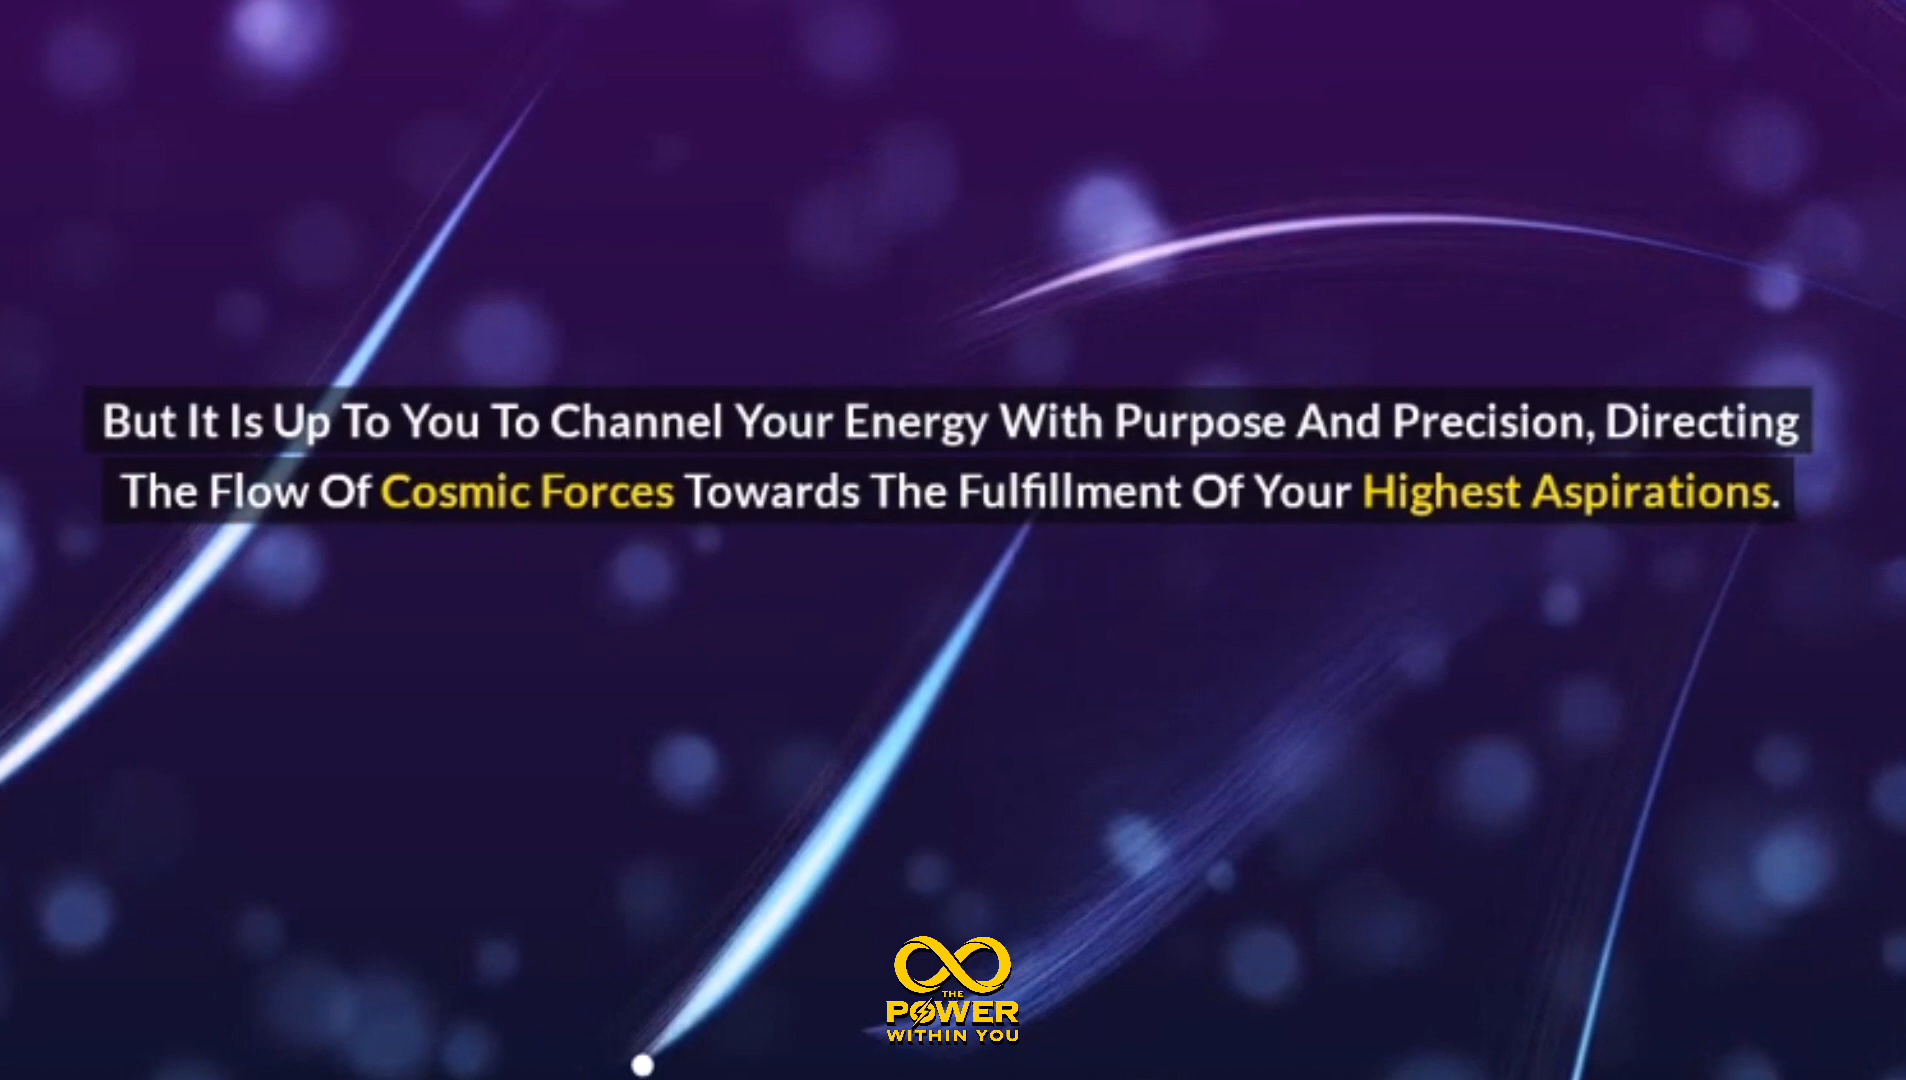 But It Is Up To You To Channel Your Energy With Purpose And Precision, Directing
The Flow Of Cosmic Forces Towards The Fulfillment Of Your Highest Aspirations.
THE
POWER
WITHIN YOU